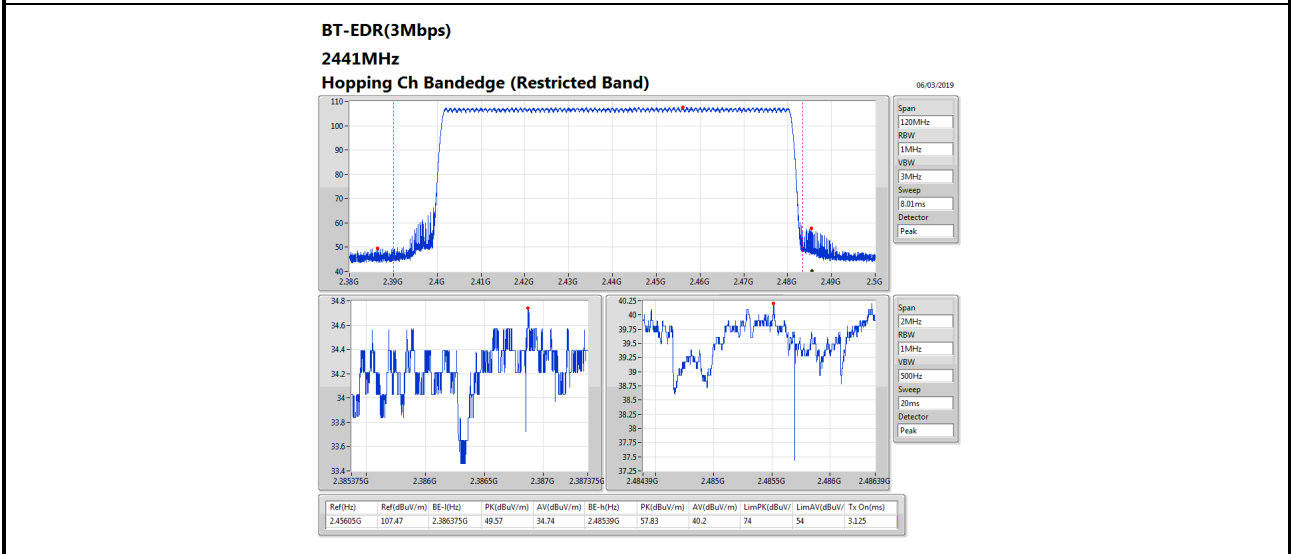 BT-EDR(3Mbps)
2441MHz
Hopping Ch Bandedge (Restricted Band)
06/03/2019
110
100
90
80
70
60
50
40
2.38G 2.39G 2.4G 2.41G 2.42G 2.43G 2.44G 2.45G 2.46G 2.47G 2.48G 2.49G 2.5G
Span
120MHz
RBW
1MHz
VBW
3MHz
Sweep
8.01ms
Detector
Peak
34.8
34.6
34.4
34.2
34
33.8
33.6
33.4
2.385375G 2.386G 2.3865G 2.387G 2.387375G
40.25
40
39.75
39.5
39.25
39
38.75
38.5
38.25
38
37.75
37.5
37.25
2.48439G 2.485G 2.4855G 2.486G 2.48639G
Span
2MHz
RBW
1MHz
VBW
500Hz
Sweep
20ms
Detector
Peak
Ref(Hz) Ref(dBuV/m) BE-l(Hz) PK(dBuV/m) AV(dBuV/m) BE-h(Hz) PK(dBuV/m) AV(dBuV/m) LimPK(dBuV/ LimAV(dBuV/ Tx On(ms)
2.45605G 107.47 2.386375G 49.57 34.74 2.48539G 57.83 40.2 74 54 3.125